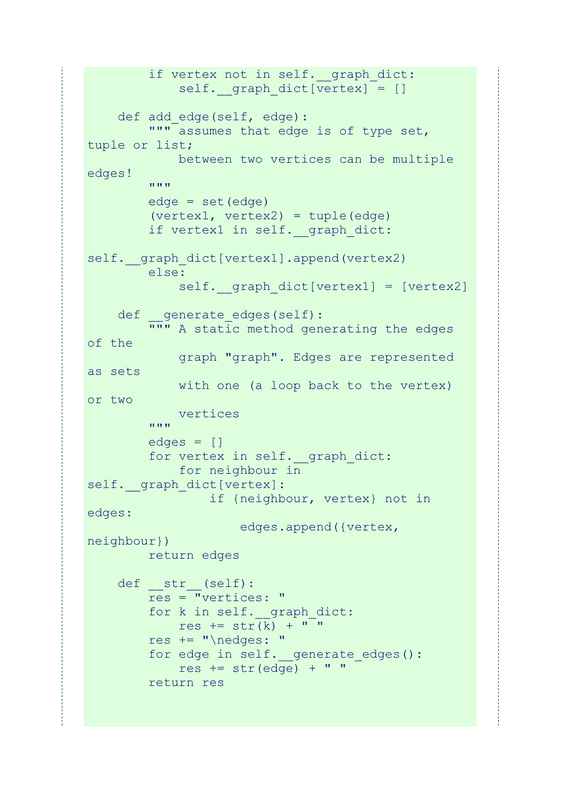 if vertex not in self.__graph_dict:
            self.__graph_dict[vertex] = []

    def add_edge(self, edge):
        """ assumes that edge is of type set,
tuple or list;
            between two vertices can be multiple
edges!
        """
        edge = set(edge)
        (vertex1, vertex2) = tuple(edge)
        if vertex1 in self.__graph_dict:

self.__graph_dict[vertex1].append(vertex2)
        else:
            self.__graph_dict[vertex1] = [vertex2]

    def __generate_edges(self):
        """ A static method generating the edges
of the
            graph "graph". Edges are represented
as sets
            with one (a loop back to the vertex)
or two
            vertices
        """
        edges = []
        for vertex in self.__graph_dict:
            for neighbour in
self.__graph_dict[vertex]:
                if {neighbour, vertex} not in
edges:
                    edges.append({vertex,
neighbour})
        return edges

    def __str__(self):
        res = "vertices: "
        for k in self.__graph_dict:
            res += str(k) + " "
        res += "\nedges: "
        for edge in self.__generate_edges():
            res += str(edge) + " "
        return res